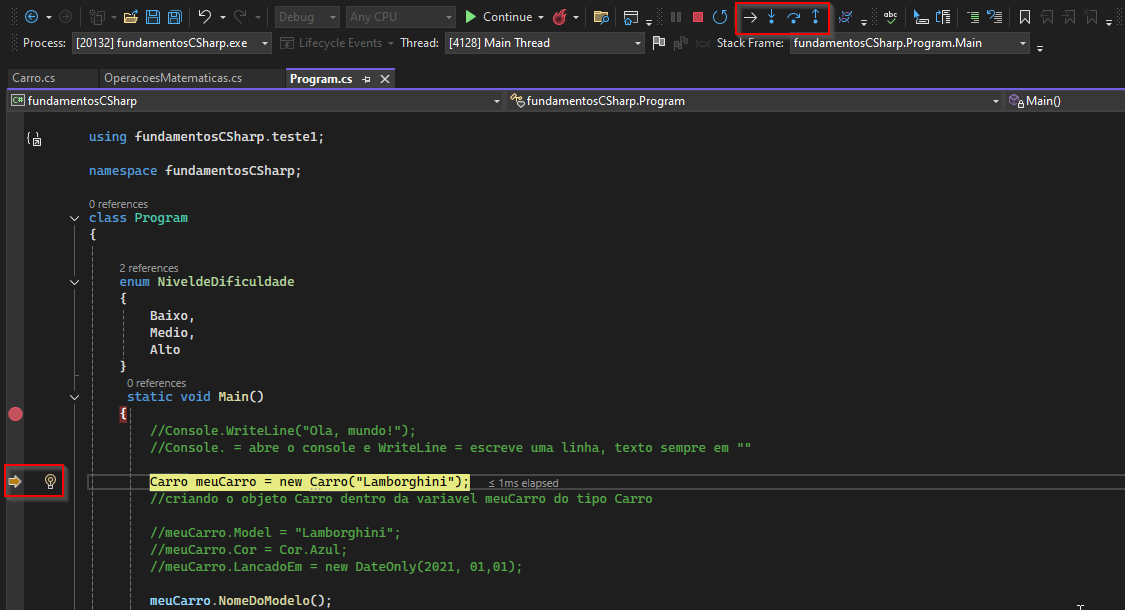 Debug Any CPU Continue abc
Process: [20132] fundamentosCSharp.exe Lifecycle Events Thread: [4128] Main Thread Stack Frame: fundamentosCSharp.Program.Main
Carro.cs OperacoesMatematicas.cs Program.cs
C# fundamentosCSharp fundamentosCSharp.Program Main()
using fundamentosCSharp.teste1;
namespace fundamentosCSharp;
0 references
class Program
{
2 references
enum NiveldeDificuldade
{
Baixo,
Medio,
Alto
}
0 references
static void Main()
{
//Console.WriteLine("Ola, mundo!");
//Console. = abre o console e WriteLine = escreve uma linha, texto sempre em ""
Carro meuCarro = new Carro("Lamborghini"); ≤ 1ms elapsed
//criando o objeto Carro dentro da variavel meuCarro do tipo Carro
//meuCarro.Model = "Lamborghini";
//meuCarro.Cor = Cor.Azul;
//meuCarro.LancadoEm = new DateOnly(2021, 01,01);
meuCarro.NomeDoModelo();